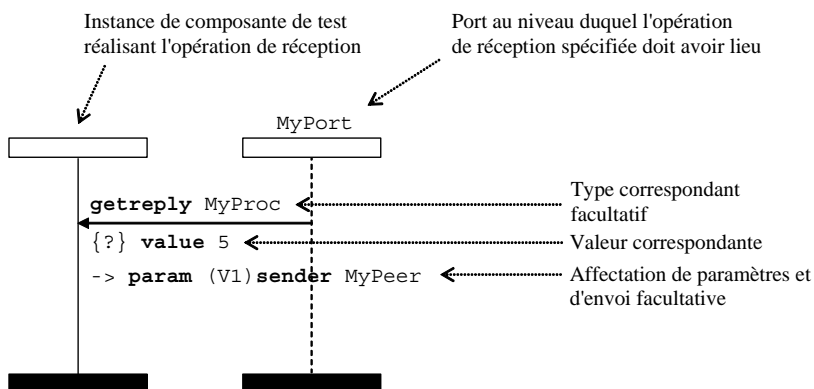 Instance de composante de test
réalisant l'opération de réception
Port au niveau duquel l'opération
de réception spécifiée doit avoir lieu
MyPort
getreply MyProc
Type correspondant
facultatif
{?} value 5
Valeur correspondante
-> param (V1)sender MyPeer
Affectation de paramètres et
d'envoi facultative